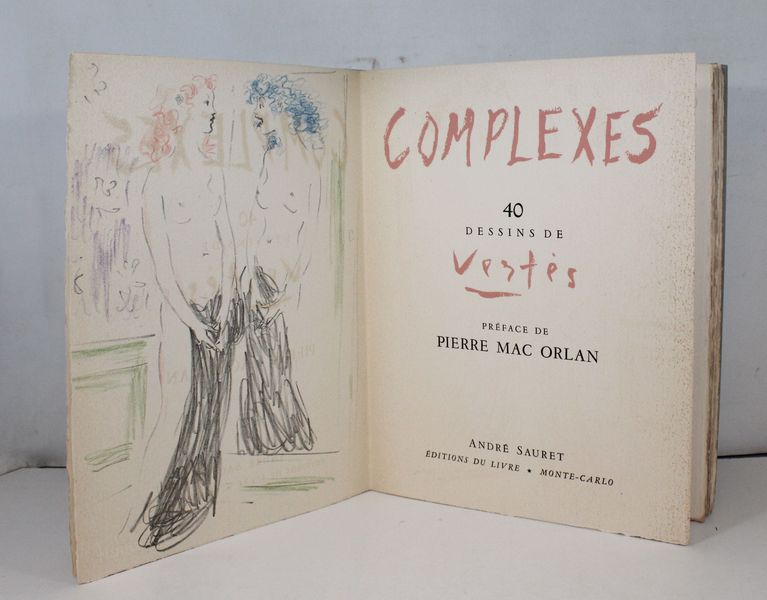 COMPLEXES
40
DESSINS DE
Vertès
PRÉFACE DE
PIERRE MAC ORLAN
ANDRÉ SAURET
ÉDITIONS DU LIVRE ★ MONTE-CARLO